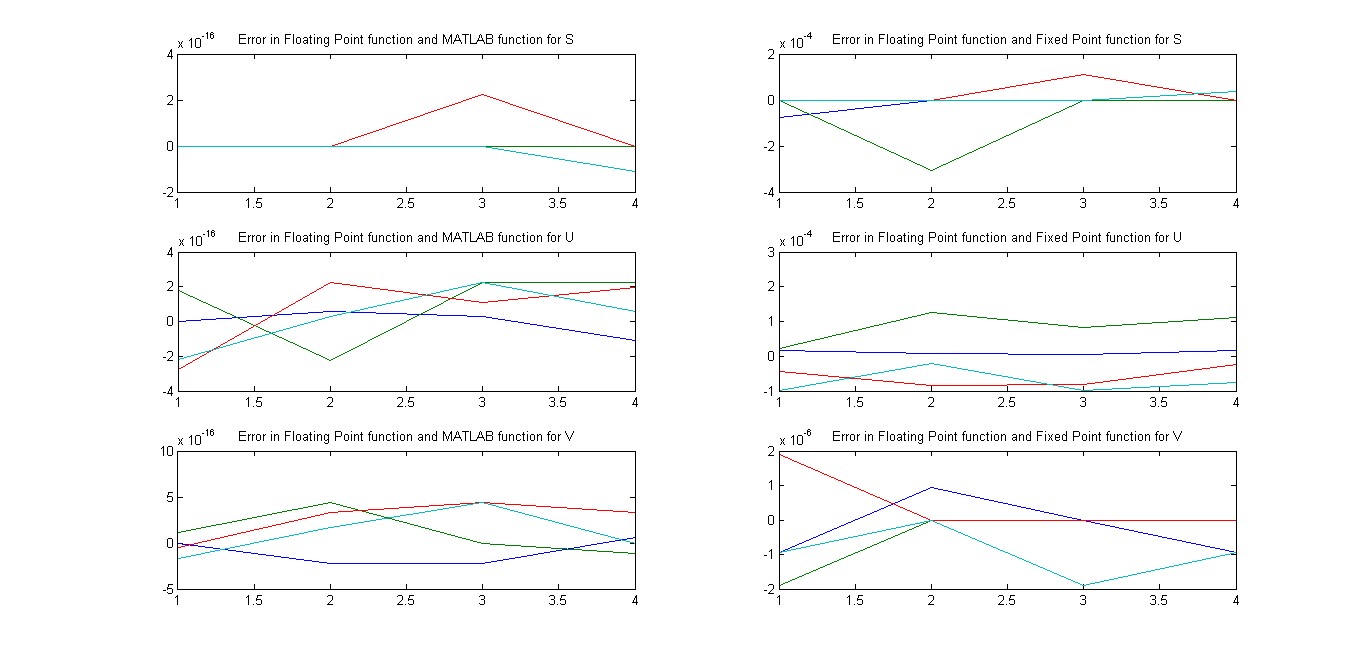 x 10-16 Error in Floating Point function and MATLAB function for S
4
2
0
-2
1 1.5 2 2.5 3 3.5 4
x 10-4 Error in Floating Point function and Fixed Point function for S
2
0
-2
-4
1 1.5 2 2.5 3 3.5 4
x 10-16 Error in Floating Point function and MATLAB function for U
4
2
0
-2
-4
1 1.5 2 2.5 3 3.5 4
x 10-4 Error in Floating Point function and Fixed Point function for U
3
2
1
0
-1
1 1.5 2 2.5 3 3.5 4
x 10-16 Error in Floating Point function and MATLAB function for V
10
5
0
-5
1 1.5 2 2.5 3 3.5 4
x 10-6 Error in Floating Point function and Fixed Point function for V
2
1
0
-1
-2
1 1.5 2 2.5 3 3.5 4